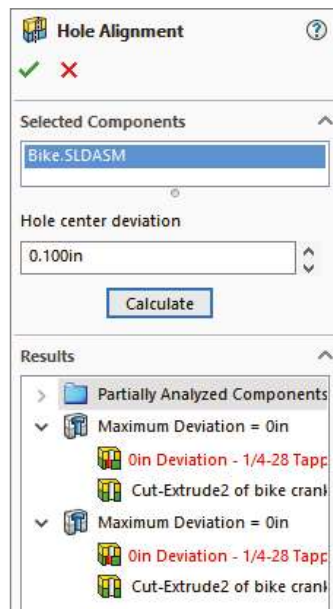 Hole Alignment
Selected Components
Bike.SLDASM
Hole center deviation
0.100in
Calculate
Results
Partially Analyzed Components
Maximum Deviation = 0in
0in Deviation - 1/4-28 Tapp
Cut-Extrude2 of bike crank
Maximum Deviation = 0in
0in Deviation - 1/4-28 Tapp
Cut-Extrude2 of bike crank